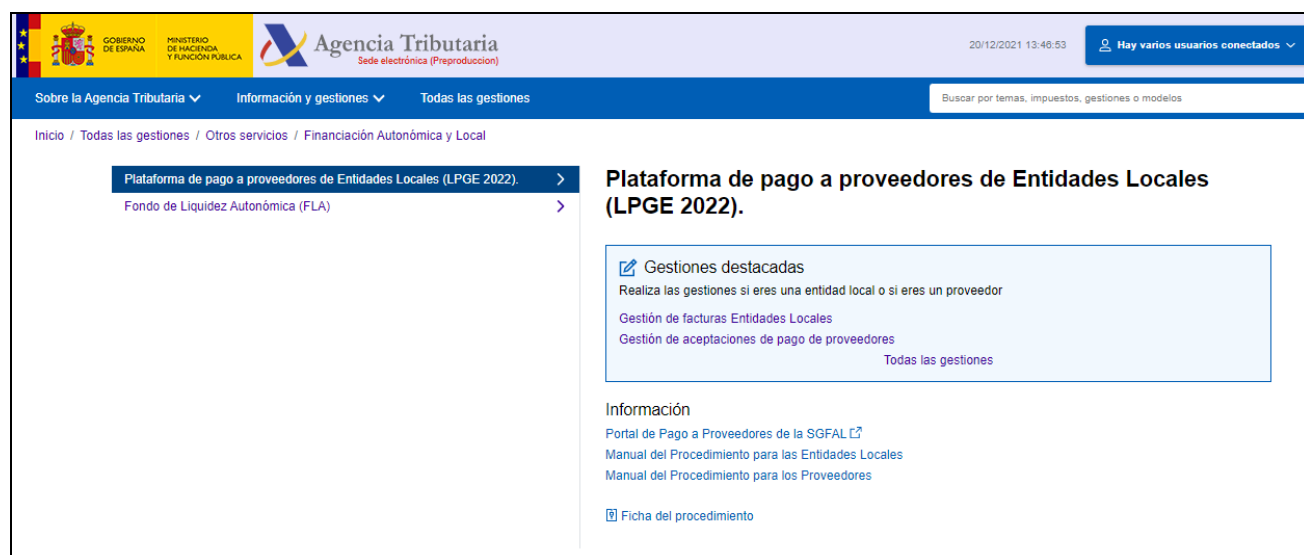 GOBIERNO
DE ESPAÑA
MINISTERIO
DE HACIENDA
Y FUNCIÓN PÚBLICA
Agencia Tributaria
Sede electrónica (Preproduccion)
20/12/2021 13:46:53
Hay varios usuarios conectados
Sobre la Agencia Tributaria
Información y gestiones
Todas las gestiones
Buscar por temas, impuestos, gestiones o modelos
Inicio / Todas las gestiones / Otros servicios / Financiación Autonómica y Local
Plataforma de pago a proveedores de Entidades Locales (LPGE 2022).
Fondo de Liquidez Autonómica (FLA)
Plataforma de pago a proveedores de Entidades Locales
(LPGE 2022).
Gestiones destacadas
Realiza las gestiones si eres una entidad local o si eres un proveedor
Gestión de facturas Entidades Locales
Gestión de aceptaciones de pago de proveedores
Todas las gestiones
Información
Portal de Pago a Proveedores de la SGFAL
Manual del Procedimiento para las Entidades Locales
Manual del Procedimiento para los Proveedores
Ficha del procedimiento